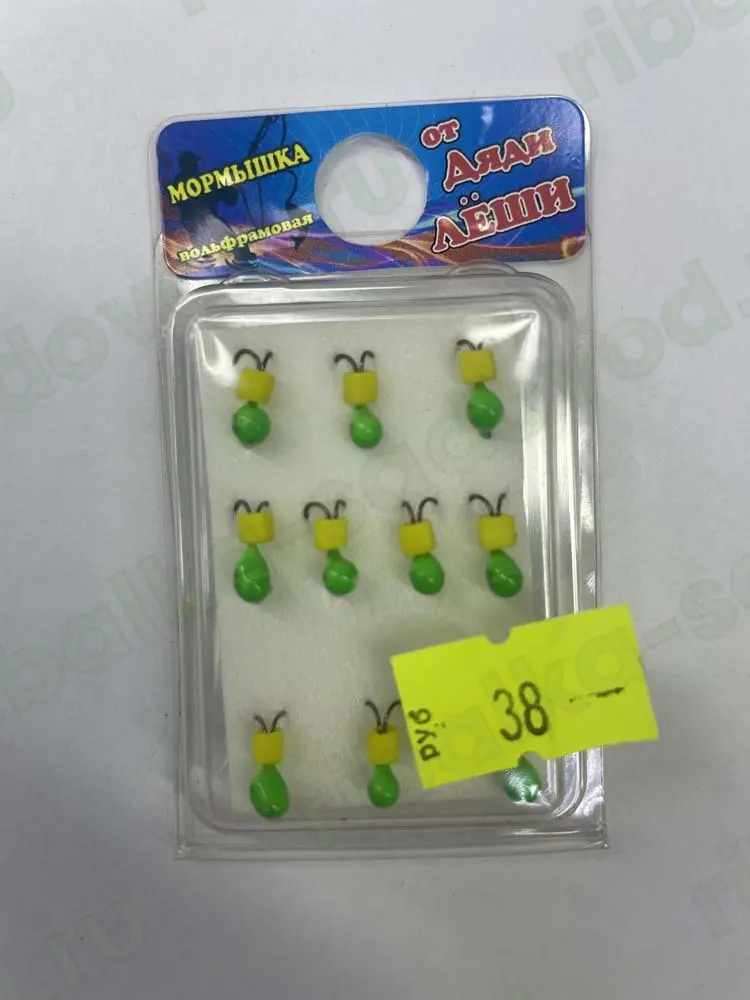 МОРМЫШКА
вольфрамовая
от
Дяди
ЛЁШИ
руб
38 —